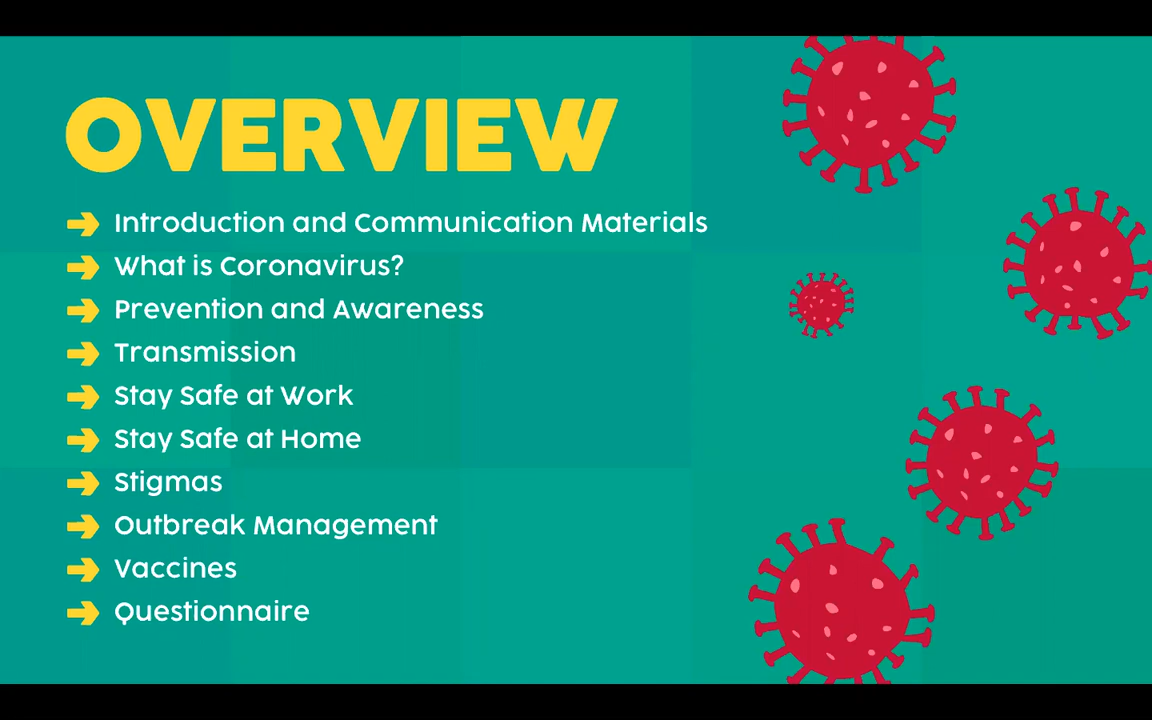 OVERVIEW
Introduction and Communication Materials
What is Coronavirus?
Prevention and Awareness
Transmission
Stay Safe at Work
Stay Safe at Home
Stigmas
Outbreak Management
Vaccines
Questionnaire